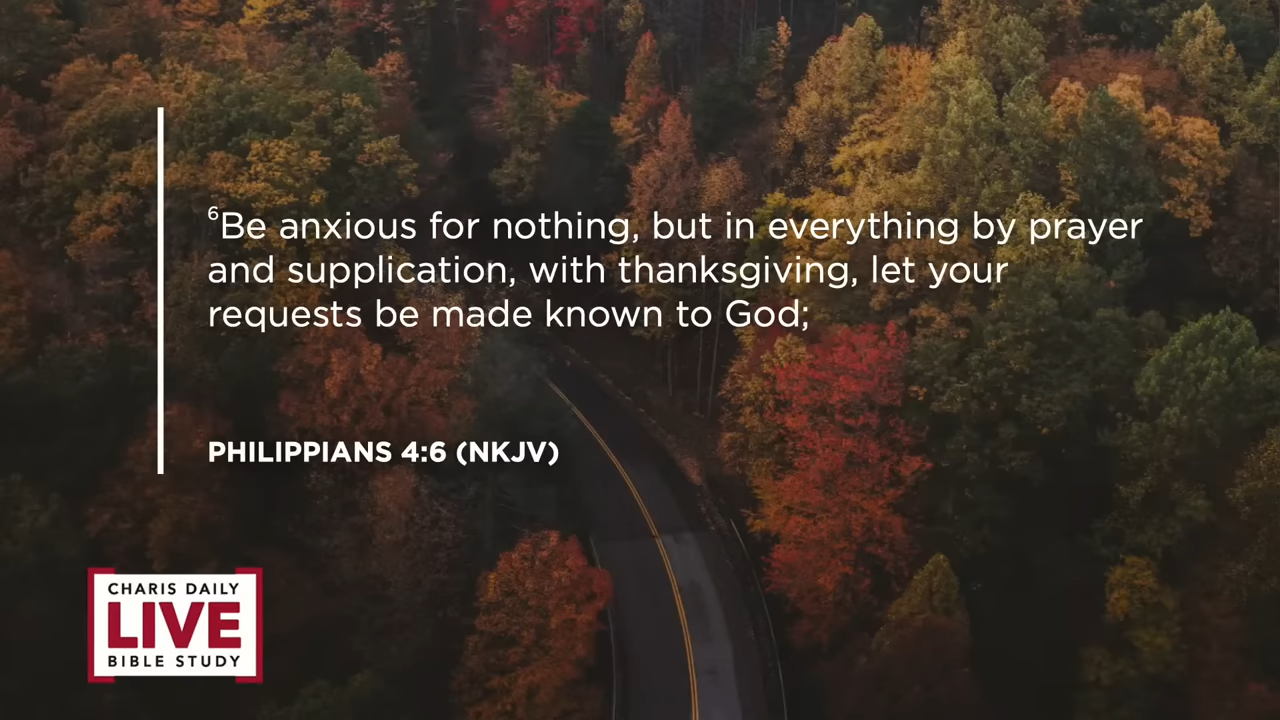 ⁶Be anxious for nothing, but in everything by prayer
and supplication, with thanksgiving, let your
requests be made known to God;
PHILIPPIANS 4:6 (NKJV)
CHARIS DAILY
LIVE
BIBLE STUDY